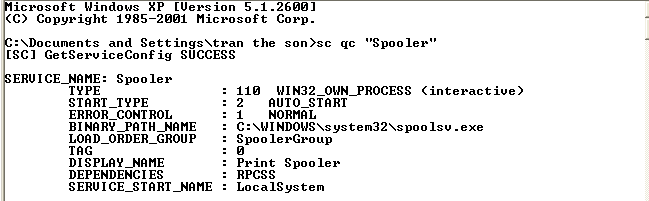 Microsoft Windows XP [Version 5.1.2600]
(C) Copyright 1985-2001 Microsoft Corp.
C:\Documents and Settings\tran the son>sc qc "Spooler"
[SC] GetServiceConfig SUCCESS
SERVICE_NAME: Spooler
TYPE : 110 WIN32_OWN_PROCESS (interactive)
START_TYPE : 2 AUTO_START
ERROR_CONTROL : 1 NORMAL
BINARY_PATH_NAME : C:\WINDOWS\system32\spoolsv.exe
LOAD_ORDER_GROUP : SpoolerGroup
TAG : 0
DISPLAY_NAME : Print Spooler
DEPENDENCIES : RPCSS
SERVICE_START_NAME : LocalSystem